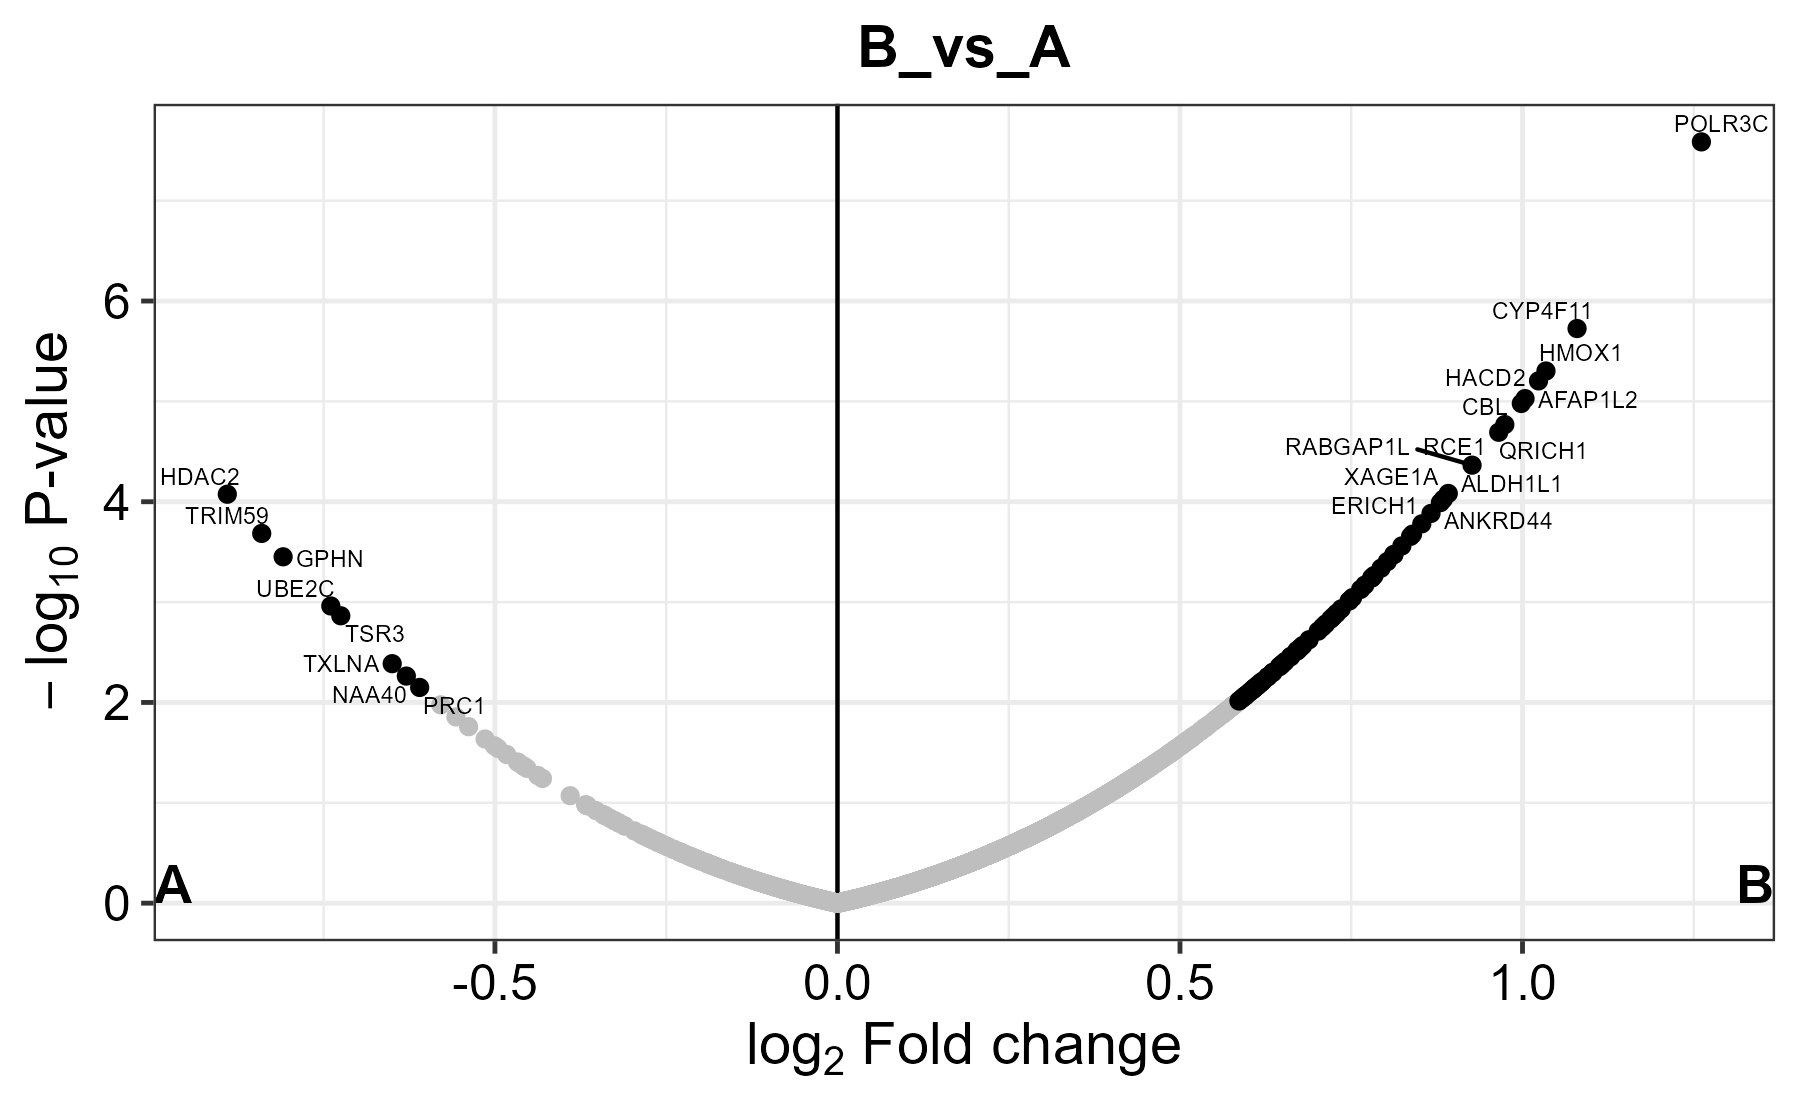 B_vs_A
POLR3C
CYP4F11
HMOX1
HACD2
AFAP1L2
CBL
RABGAP1L
RCE1
QRICH1
XAGE1A
ALDH1L1
ERICH1
ANKRD44
HDAC2
TRIM59
GPHN
UBE2C
TSR3
TXLNA
NAA40
PRC1
6
4
2
0
A
B
-0.5
0.0
0.5
1.0
− log10 P-value
log2 Fold change